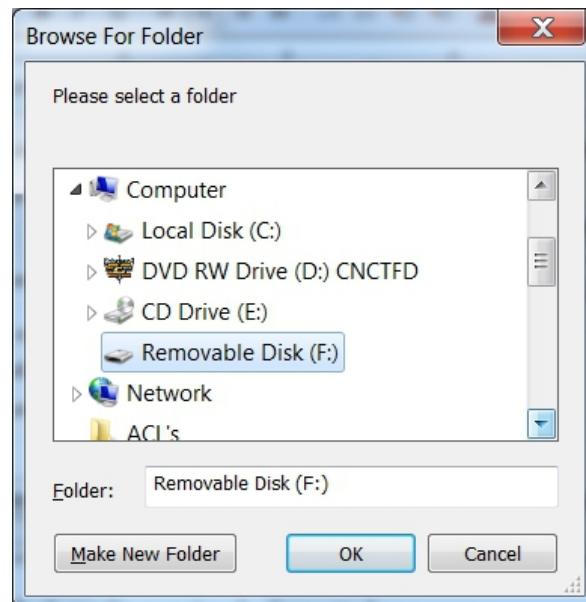 Browse For Folder
Please select a folder
Computer
Local Disk (C:)
DVD RW Drive (D:) CNCTFD
CD Drive (E:)
Removable Disk (F:)
Network
ACL's
Folder: Removable Disk (F:)
Make New Folder OK Cancel